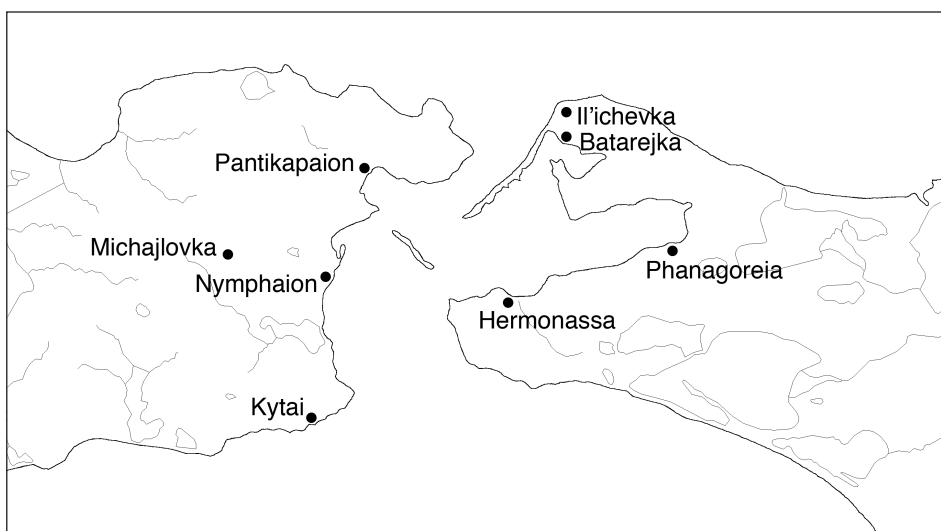 Il'ichevka
Batarejka
Pantikapaion
Michajlovka
Nymphaion
Phanagoreia
Hermonassa
Kytai